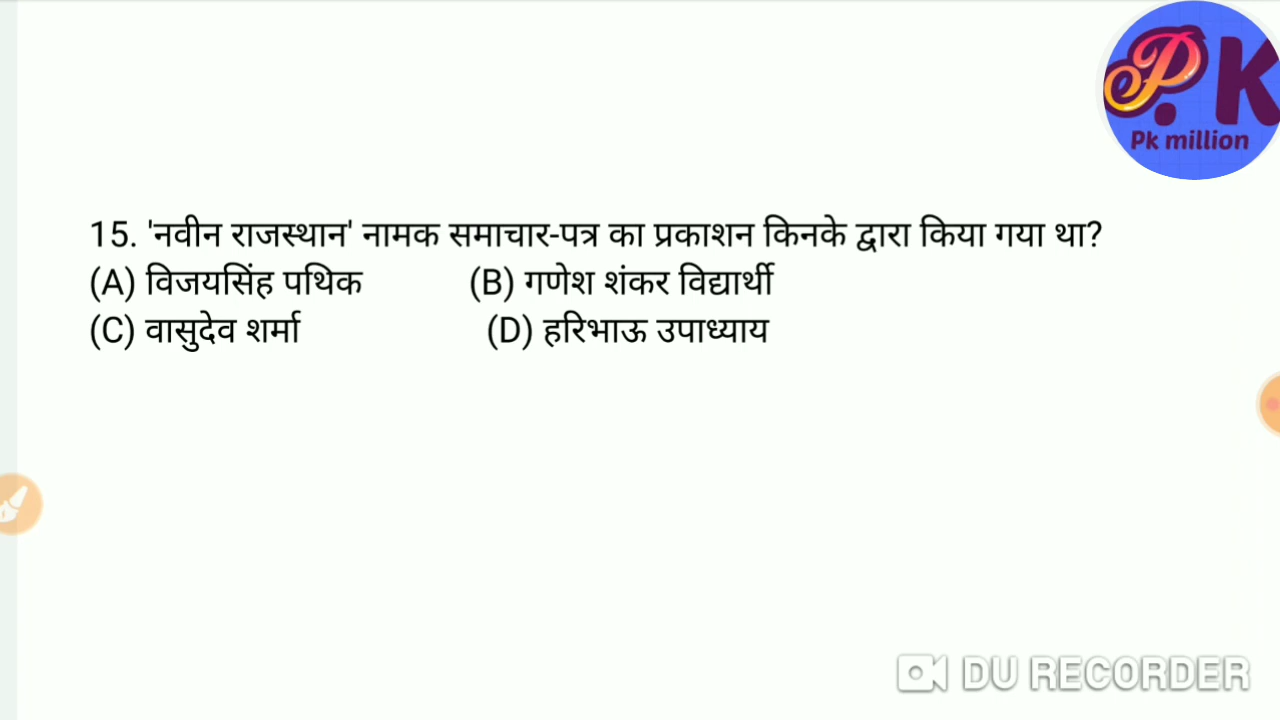 P.K
Pk million
15. 'नवीन राजस्थान' नामक समाचार-पत्र का प्रकाशन किनके द्वारा किया गया था?
(A) विजयसिंह पथिक (B) गणेश शंकर विद्यार्थी
(C) वासुदेव शर्मा (D) हरिभाऊ उपाध्याय
DU RECORDER